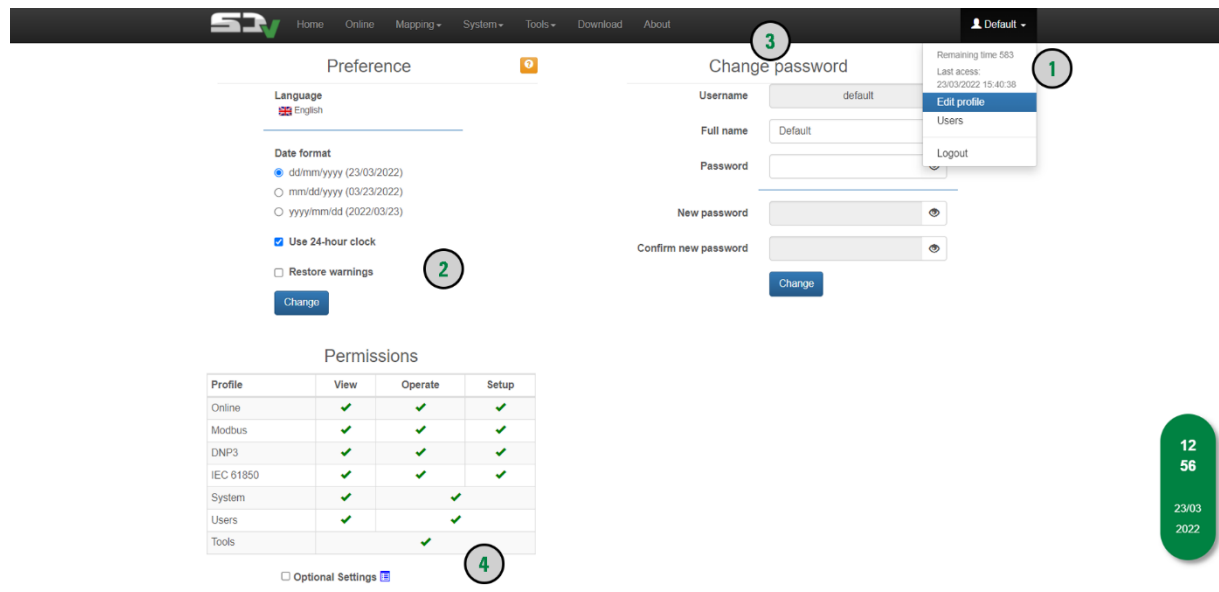 SDV Home Online Mapping System Tools Download About Default
3
Remaining time 583
Last acess:
23/03/2022 15:40:38
1
Edit profile
Users
Logout
Preference
?
Language
English
Date format
dd/mm/yyyy (23/03/2022)
mm/dd/yyyy (03/23/2022)
yyyy/mm/dd (2022/03/23)
Use 24-hour clock
Restore warnings
2
Change
Change password
Username default
Full name Default
Password
New password
Confirm new password
Change
Permissions
Profile View Operate Setup
Online
Modbus
DNP3
IEC 61850
System
Users
Tools
4
Optional Settings
12
56
23/03
2022